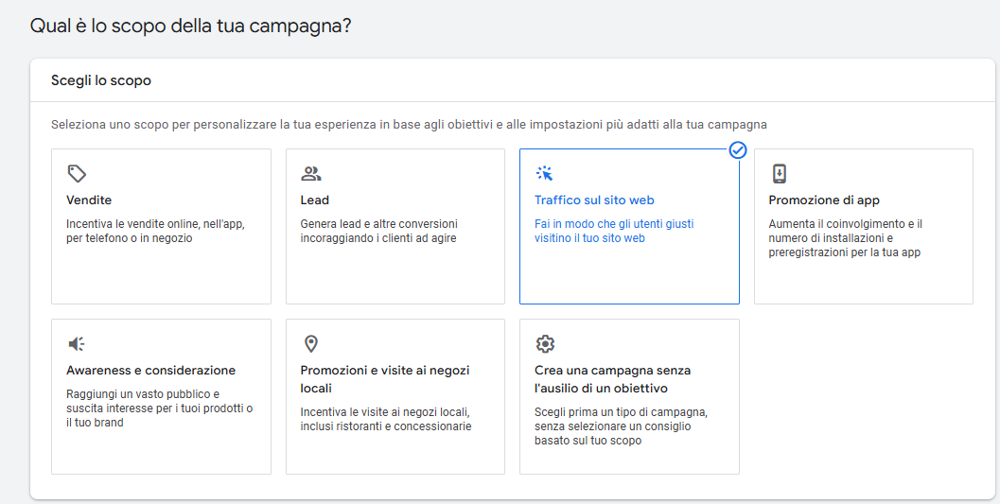 Qual è lo scopo della tua campagna?
Scegli lo scopo
Seleziona uno scopo per personalizzare la tua esperienza in base agli obiettivi e alle impostazioni più adatti alla tua campagna
Vendite
Incentiva le vendite online, nell'app,
per telefono o in negozio
Lead
Genera lead e altre conversioni
incoraggiando i clienti ad agire
Traffico sul sito web
Fai in modo che gli utenti giusti
visitino il tuo sito web
Promozione di app
Aumenta il coinvolgimento e il
numero di installazioni e
preregistrazioni per la tua app
Awareness e considerazione
Raggiungi un vasto pubblico e
suscita interesse per i tuoi prodotti o
il tuo brand
Promozioni e visite ai negozi
locali
Incentiva le visite ai negozi locali,
inclusi ristoranti e concessionarie
Crea una campagna senza
l'ausilio di un obiettivo
Scegli prima un tipo di campagna,
senza selezionare un consiglio
basato sul tuo scopo